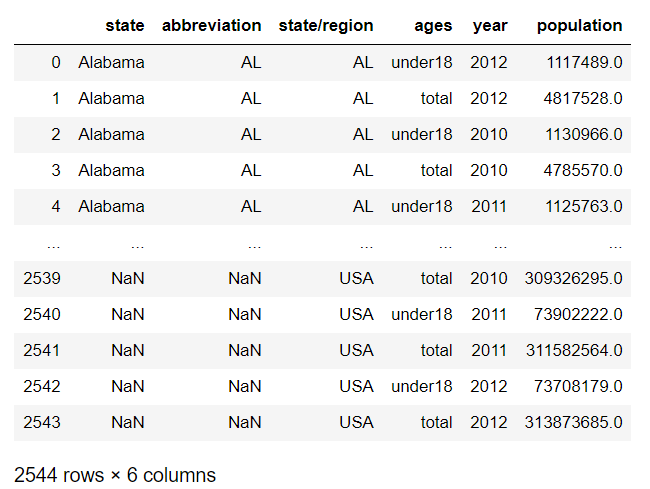 state abbreviation state/region ages year population
0 Alabama AL AL under18 2012 1117489.0
1 Alabama AL AL total 2012 4817528.0
2 Alabama AL AL under18 2010 1130966.0
3 Alabama AL AL total 2010 4785570.0
4 Alabama AL AL under18 2011 1125763.0
... ... ... ... ... ... ...
2539 NaN NaN USA total 2010 309326295.0
2540 NaN NaN USA under18 2011 73902222.0
2541 NaN NaN USA total 2011 311582564.0
2542 NaN NaN USA under18 2012 73708179.0
2543 NaN NaN USA total 2012 313873685.0
2544 rows × 6 columns